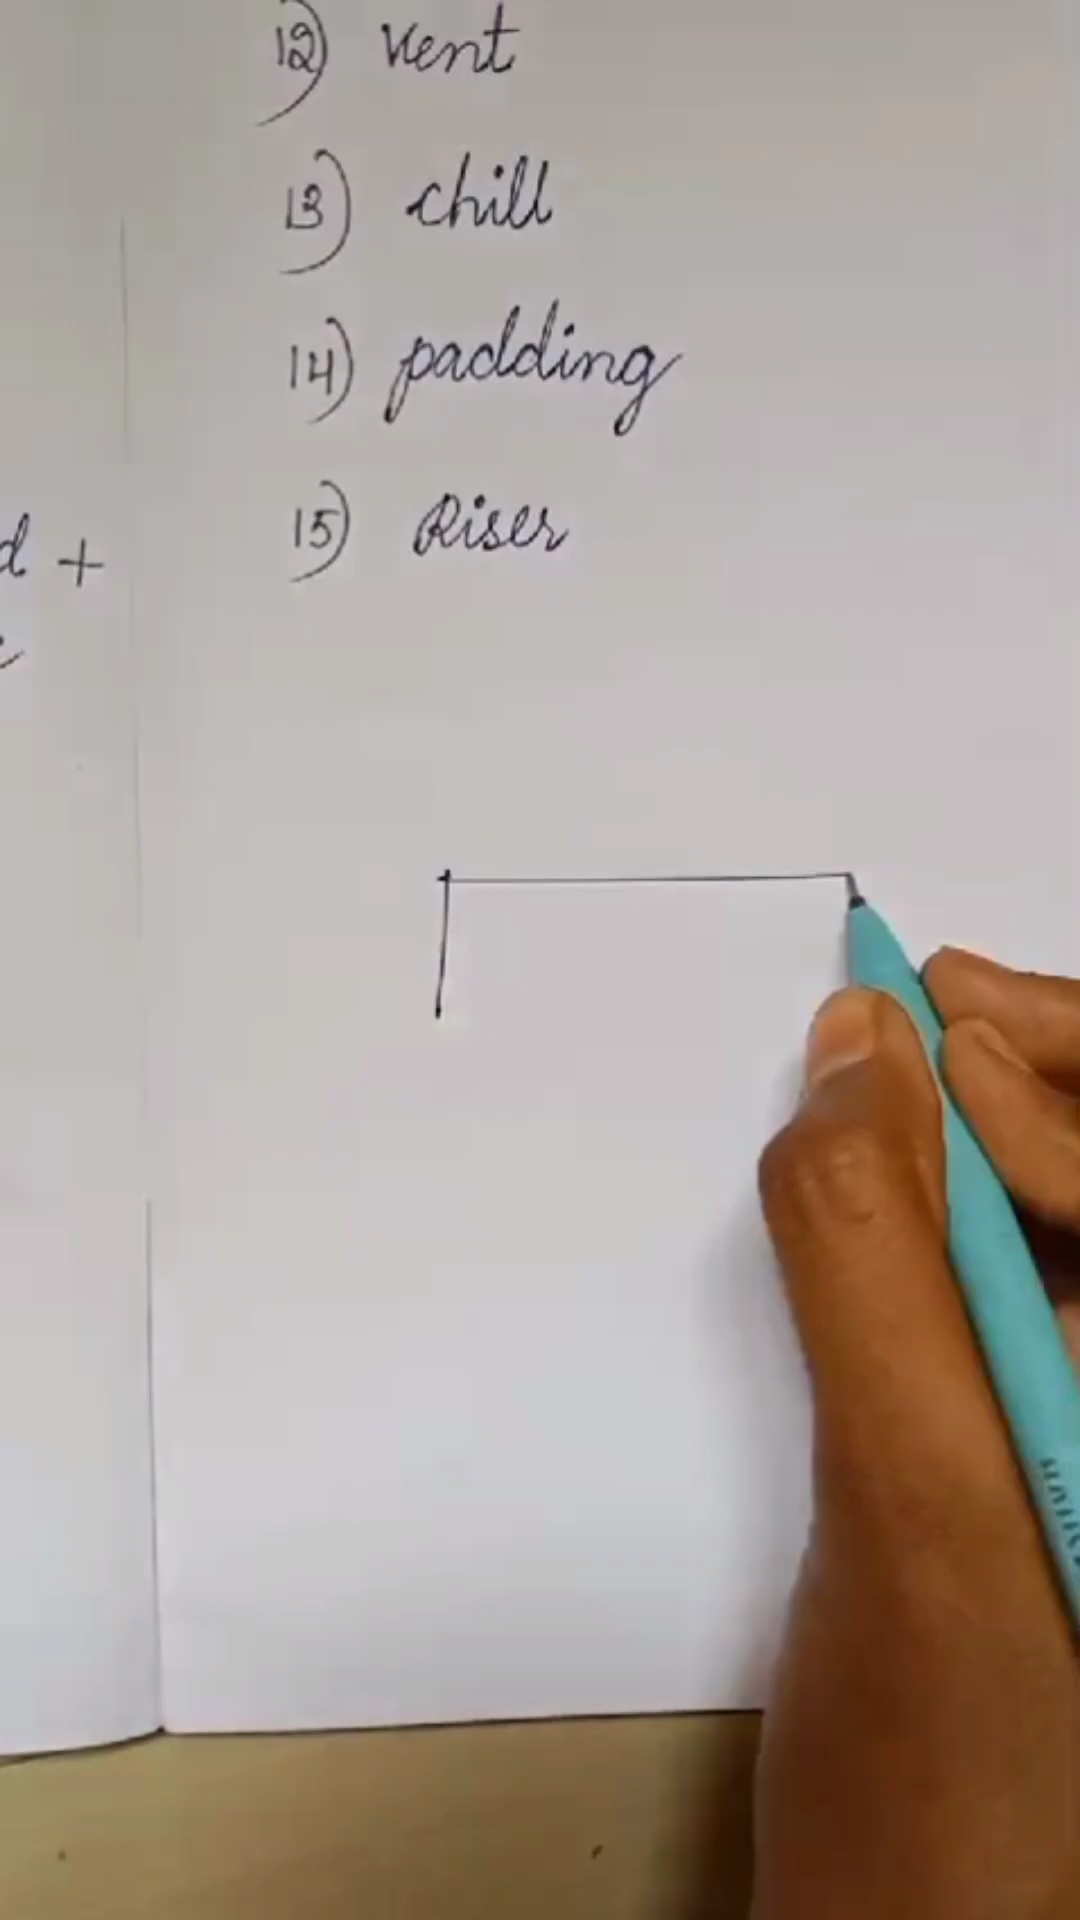 12) Vent
13) chill
14) padding
15) Riser
d +